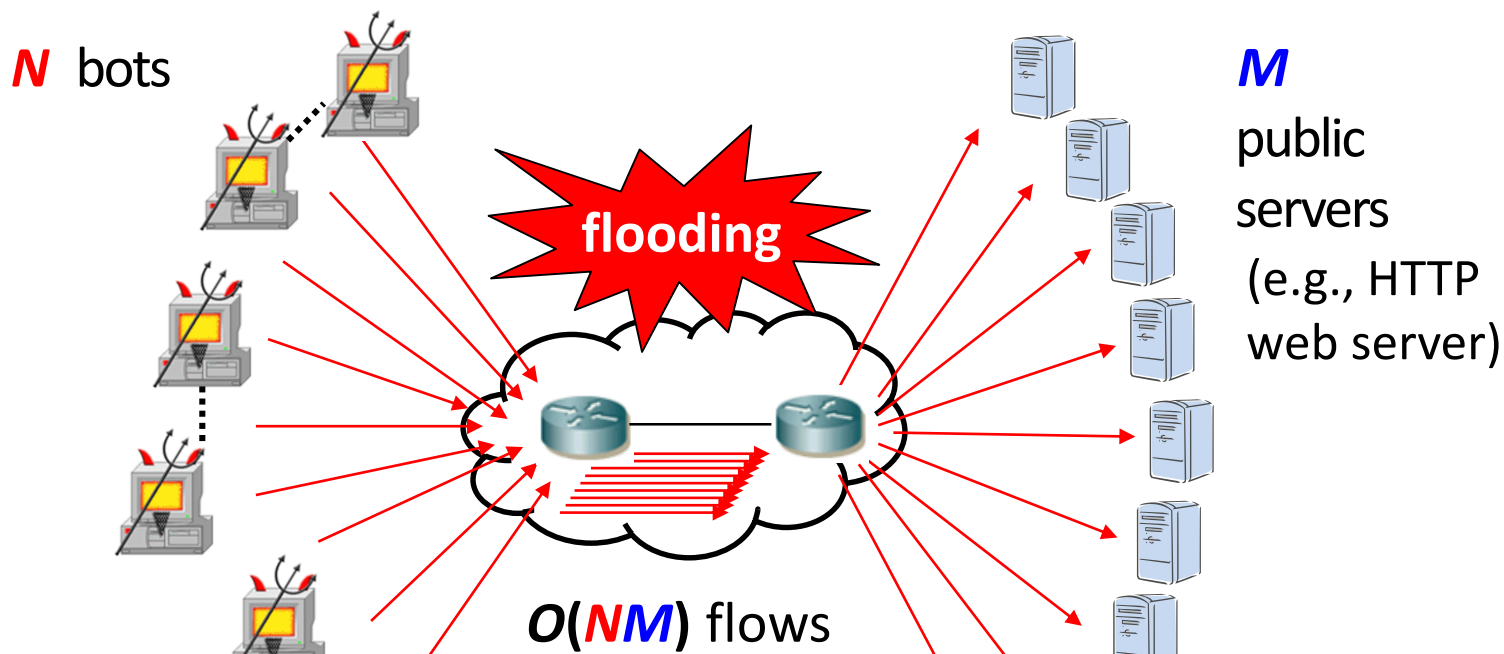 N bots
flooding
M
public
servers
(e.g., HTTP
web server)
O(NM) flows